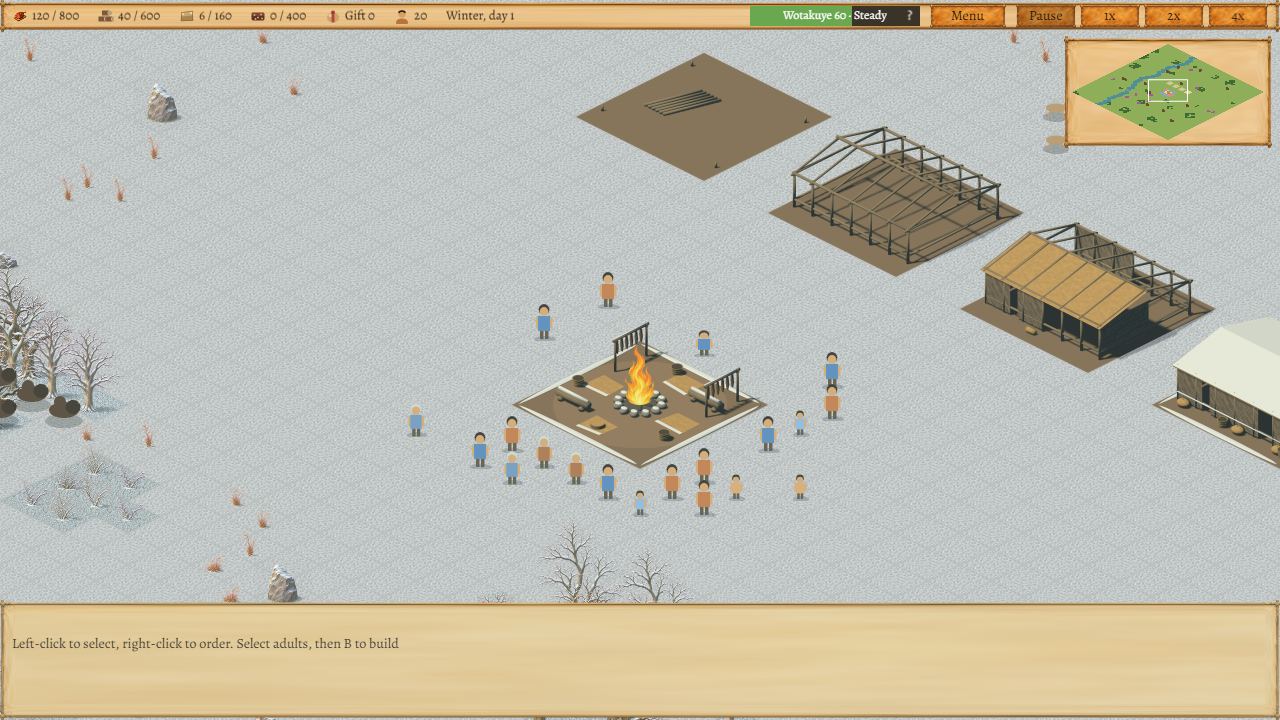 120 / 800 40 / 600 6 / 160 0 / 400 Gift 0 20 Winter, day 1 Wotakuye 60 - Steady ? Menu Pause 1x 2x 4x
Left-click to select, right-click to order. Select adults, then B to build